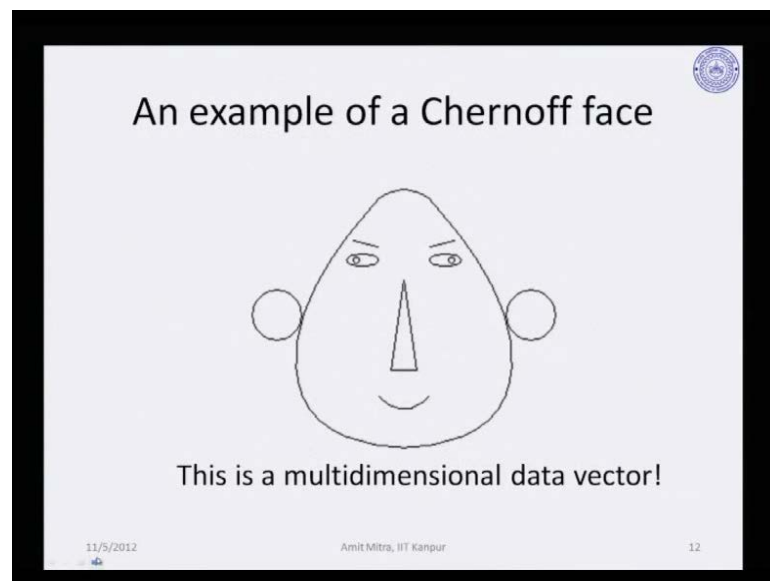 An example of a Chernoff face
This is a multidimensional data vector!
11/5/2012
Amit Mitra, IIT Kanpur
12